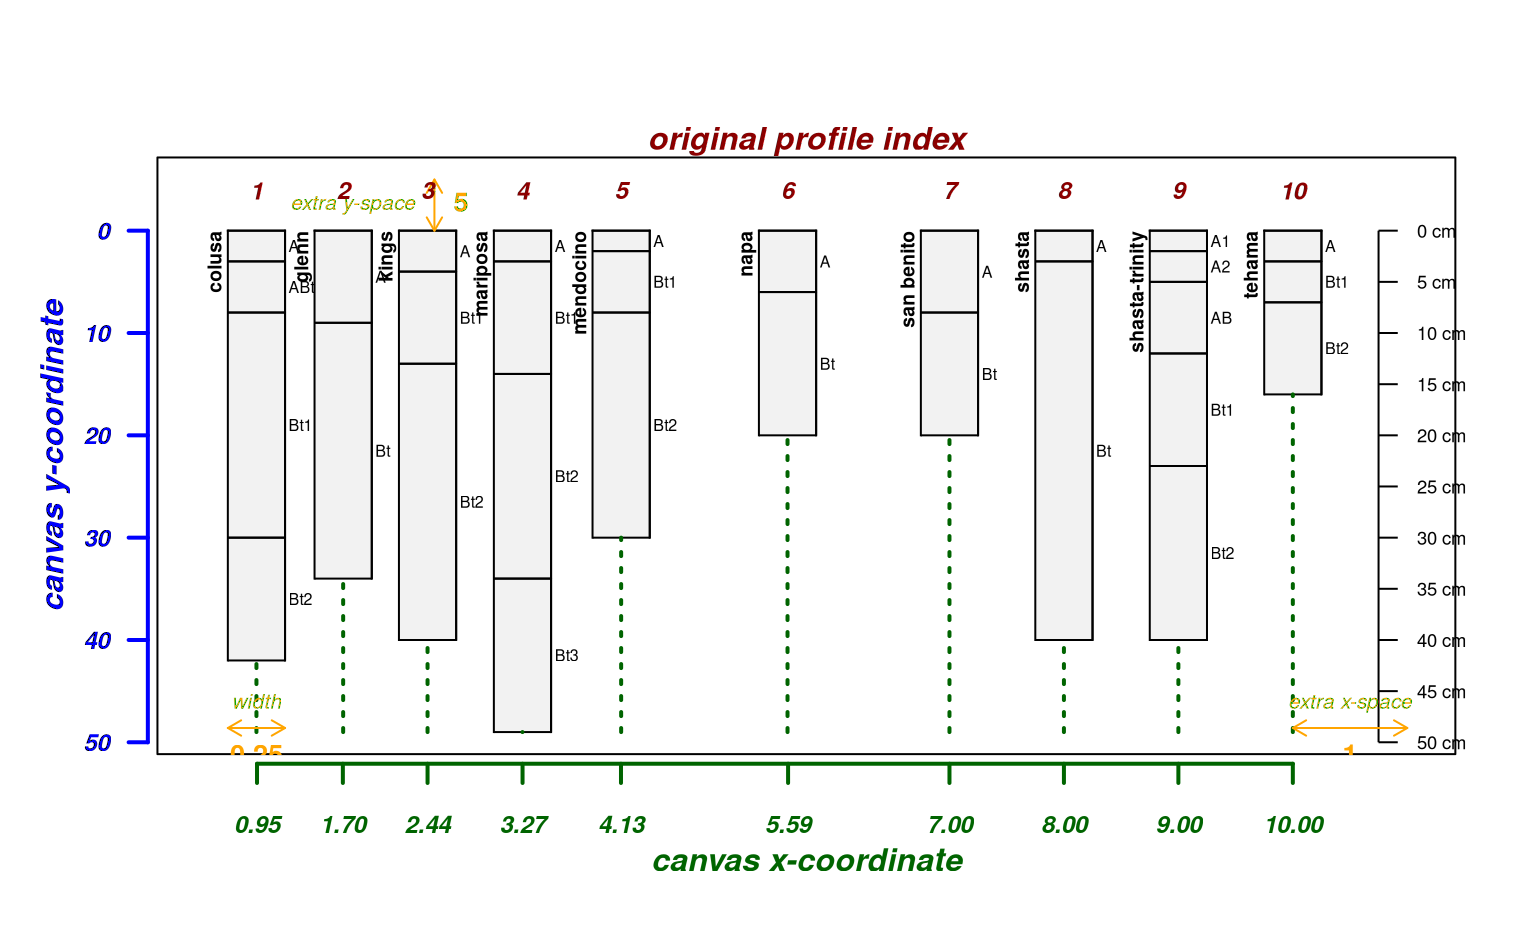 original profile index
1 2 3 4 5 6 7 8 9 10
extra y-space 5
canvas y-coordinate
0
10
20
30
40
50
colusa
A
ABt
Bt1
Bt2
glenn
A
Bt
kings
A
Bt1
Bt2
mariposa
A
Bt1
Bt2
Bt3
mendocino
A
Bt1
Bt2
napa
A
Bt
san benito
A
Bt
shasta
A
Bt
shasta-trinity
A1
A2
AB
Bt1
Bt2
tehama
A
Bt1
Bt2
0 cm
5 cm
10 cm
15 cm
20 cm
25 cm
30 cm
35 cm
40 cm
45 cm
50 cm
width
0.25
extra x-space
1
0.95 1.70 2.44 3.27 4.13 5.59 7.00 8.00 9.00 10.00
canvas x-coordinate